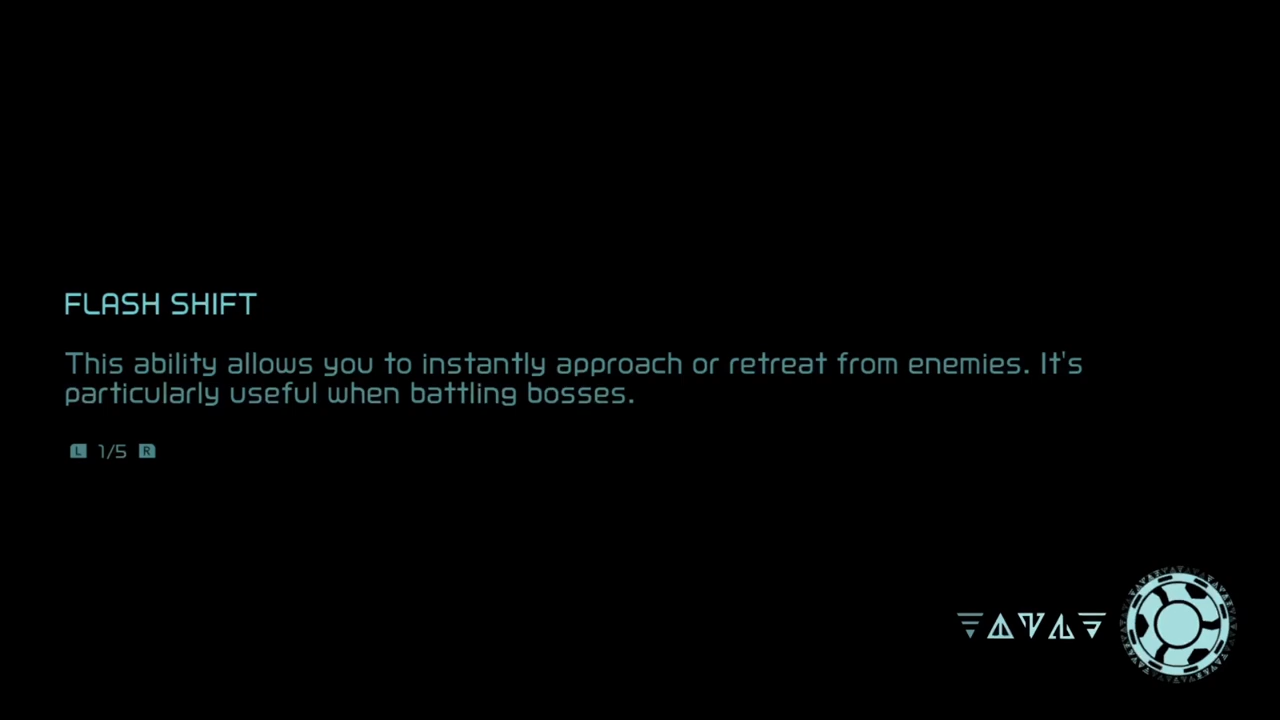 FLASH SHIFT
This ability allows you to instantly approach or retreat from enemies. It's
particularly useful when battling bosses.
L 1/5 R